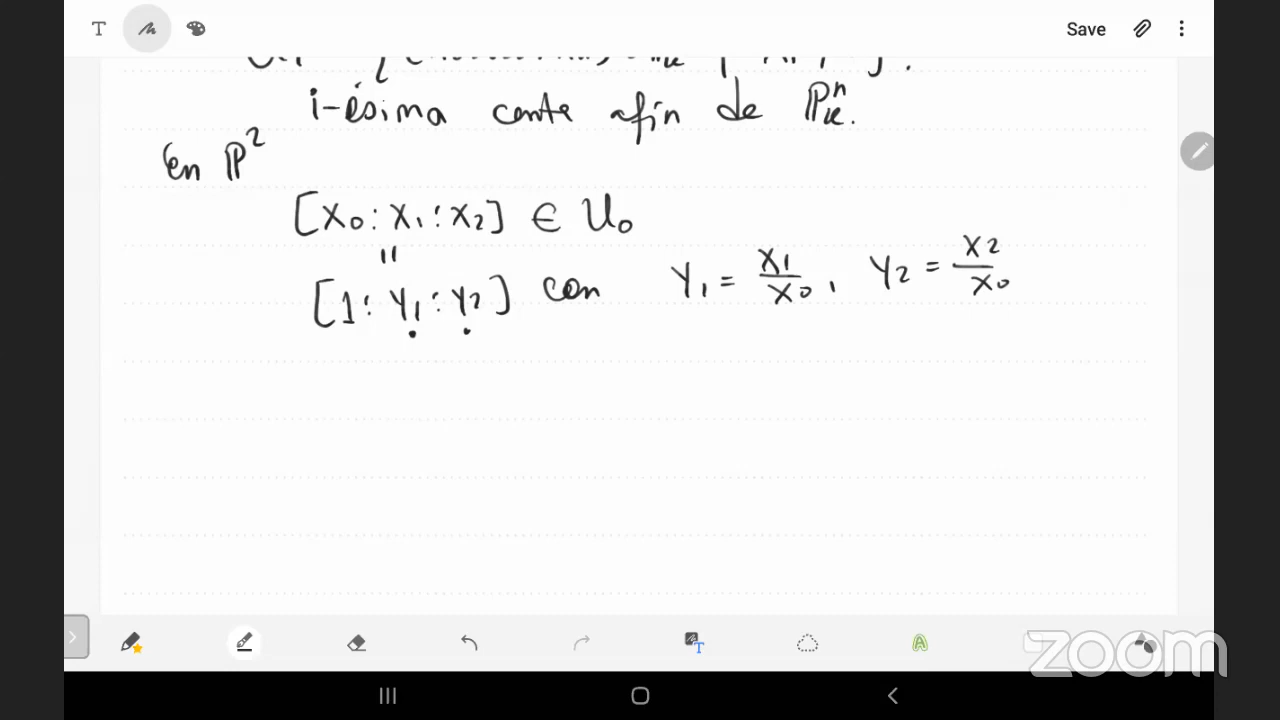 Save
i-ésima carta afín de ℙⁿₖ.
En ℙ²
[X₀ : X₁ : X₂] ∈ U₀
"
[1 : Y₁ : Y₂] con Y₁ = X₁/X₀, Y₂ = X₂/X₀
zoom